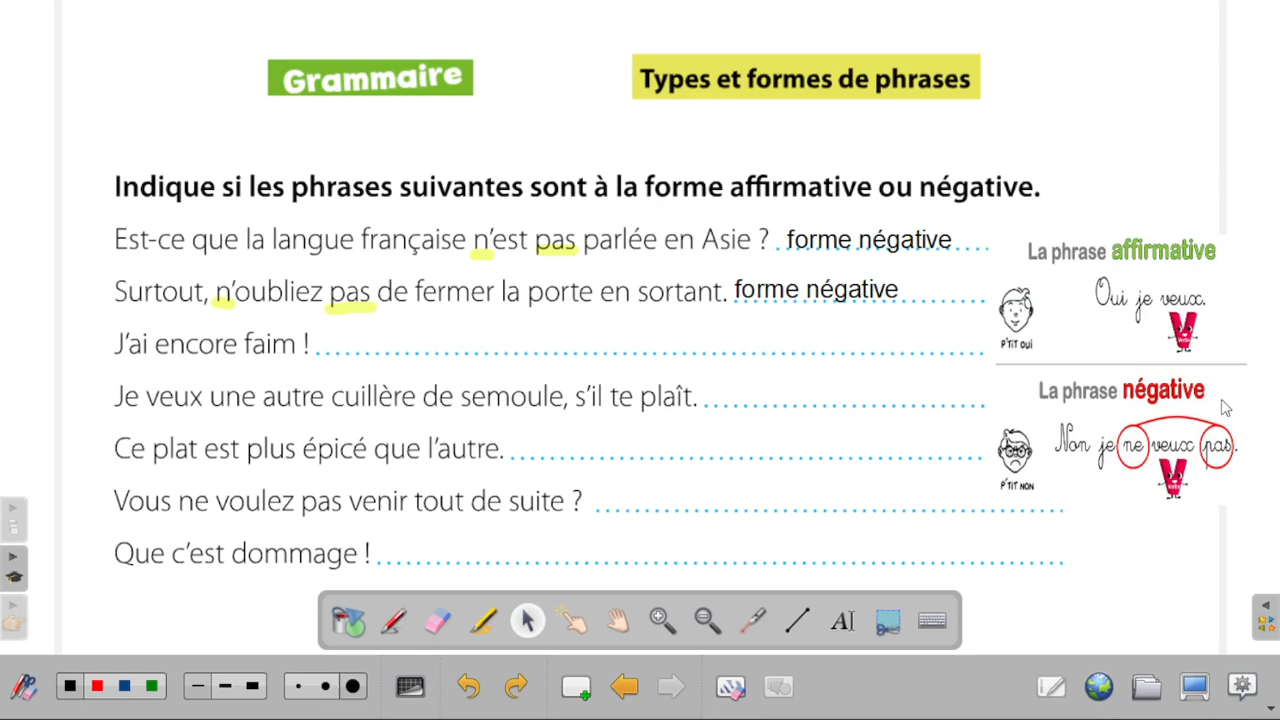 Grammaire
Types et formes de phrases
Indique si les phrases suivantes sont à la forme affirmative ou négative.
Est-ce que la langue française n'est pas parlée en Asie ? forme négative
Surtout, n'oubliez pas de fermer la porte en sortant. forme négative
J'ai encore faim !
Je veux une autre cuillère de semoule, s'il te plaît.
Ce plat est plus épicé que l'autre.
Vous ne voulez pas venir tout de suite ?
Que c'est dommage !
La phrase affirmative
Oui je veux.
P'TIT OUI
La phrase négative
Non je ne veux pas.
P'TIT NON
AI